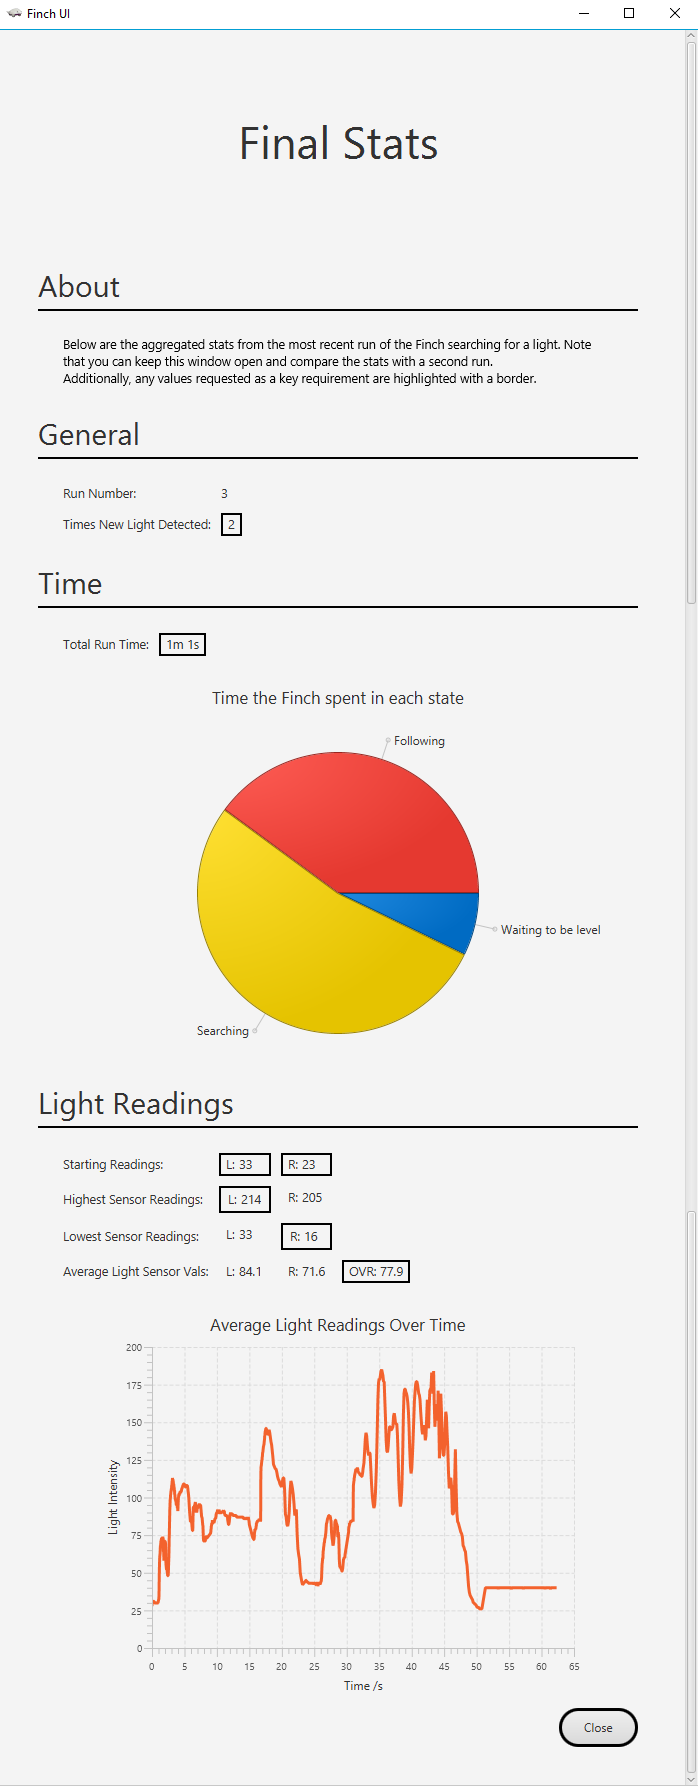 Finch UI
Final Stats
About
Below are the aggregated stats from the most recent run of the Finch searching for a light. Note
that you can keep this window open and compare the stats with a second run.
Additionally, any values requested as a key requirement are highlighted with a border.
General
Run Number: 3
Times New Light Detected: 2
Time
Total Run Time: 1m 1s
Time the Finch spent in each state
Following
Waiting to be level
Searching
Light Readings
Starting Readings: L: 33 R: 23
Highest Sensor Readings: L: 214 R: 205
Lowest Sensor Readings: L: 33 R: 16
Average Light Sensor Vals: L: 84.1 R: 71.6 OVR: 77.9
Average Light Readings Over Time
200
175
150
125
100
75
50
25
0
Light Intensity
0 5 10 15 20 25 30 35 40 45 50 55 60 65
Time /s
Close